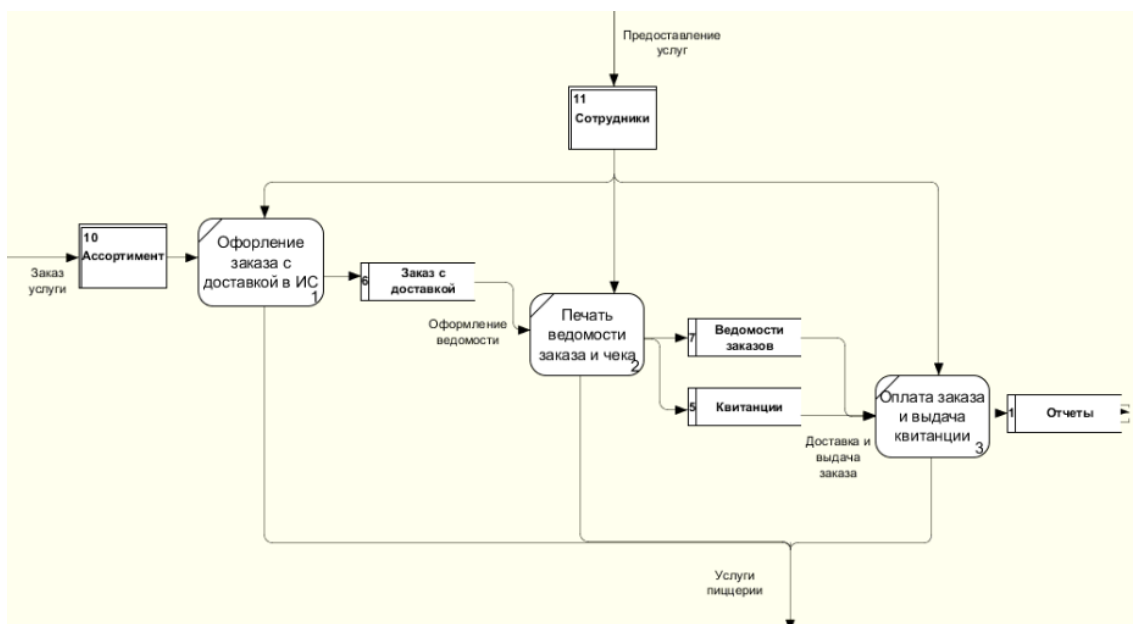 Предоставление
услуг
11
Сотрудники
10
Ассортимент
Заказ
услуги
Офорление
заказа с
доставкой в ИС
1
6
Заказ с
доставкой
Оформление
ведомости
Печать
ведомости
заказа и чека
2
7
Ведомости
заказов
5
Квитанции
Доставка и
выдача
заказа
Оплата заказа
и выдача
квитанции
3
1
Отчеты
Услуги
пиццерии